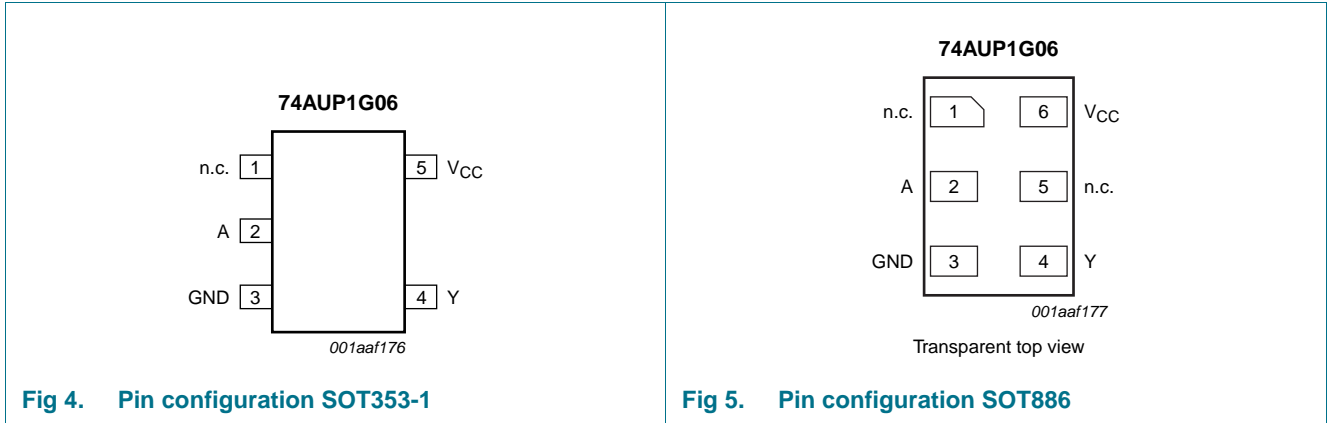 74AUP1G06
n.c. 1
5 VCC
A 2
GND 3
4 Y
001aaf176
Fig 4. Pin configuration SOT353-1
74AUP1G06
n.c. 1 6 VCC
A 2 5 n.c.
GND 3 4 Y
001aaf177
Transparent top view
Fig 5. Pin configuration SOT886